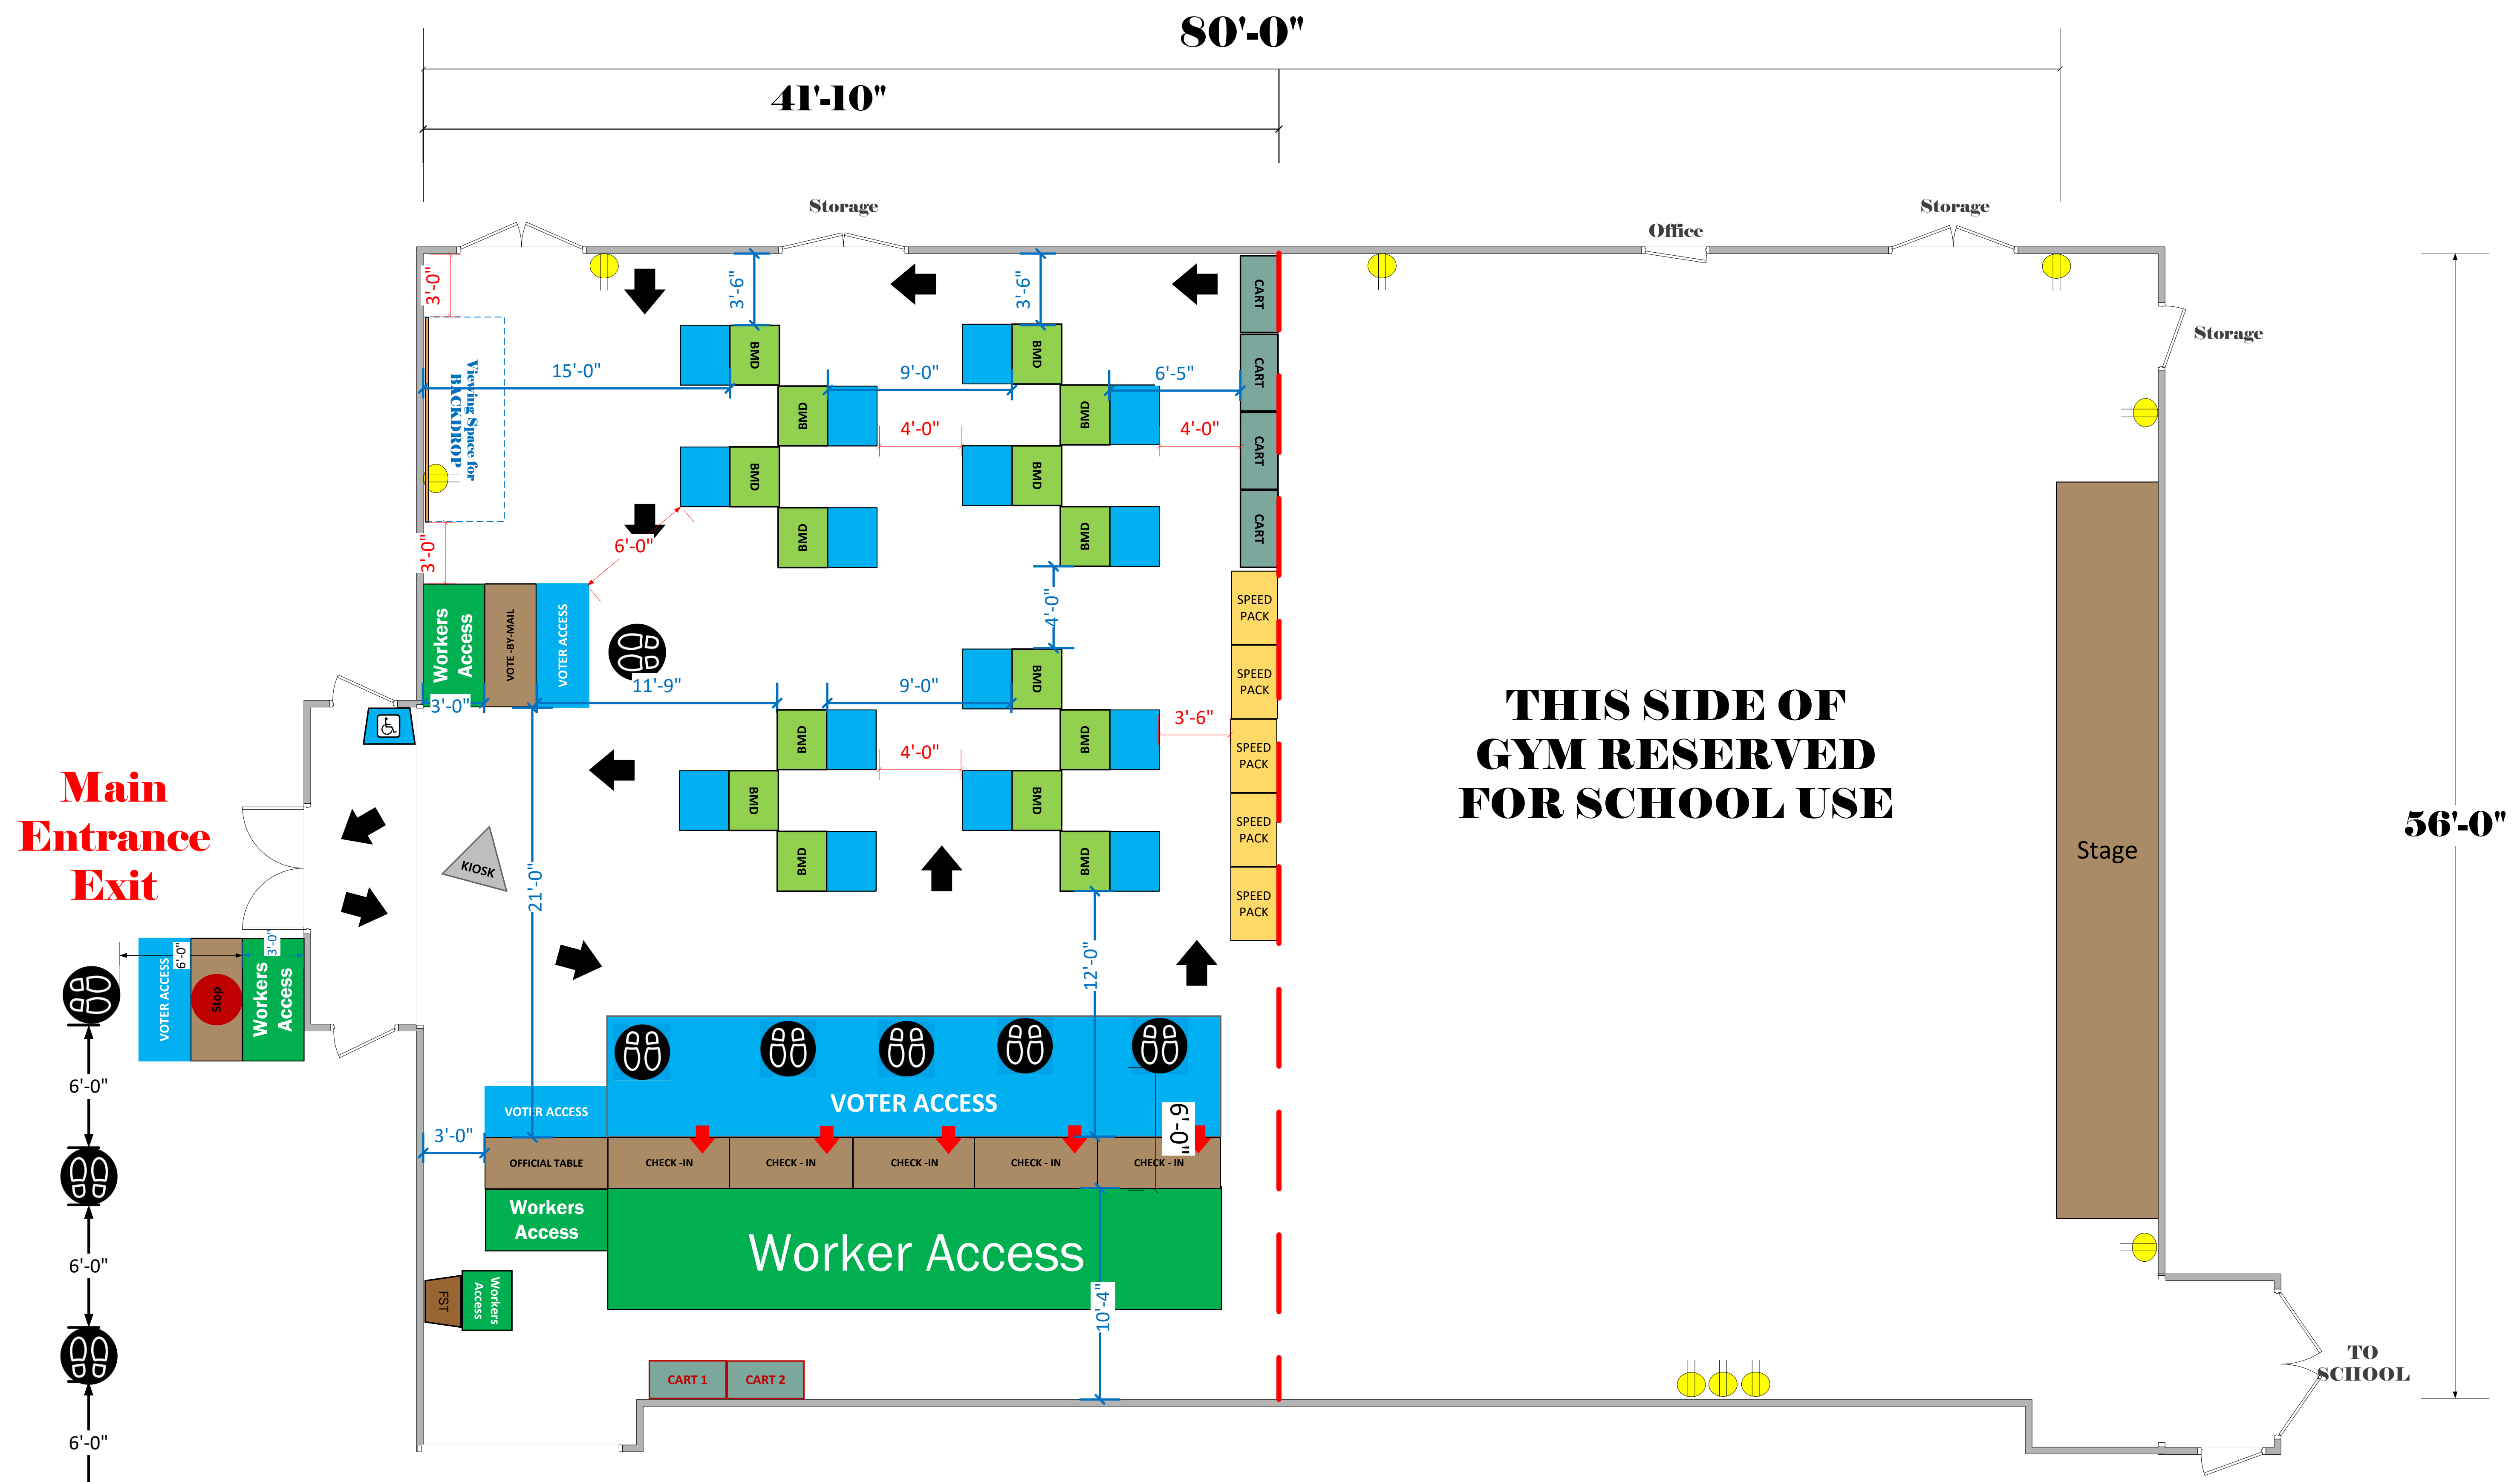 80'-0"
41'-10"
Storage
Storage
Office
Storage
3'-0"
3'-6"
3'-6"
CART
BMD
BMD
Viewing Space for
BACKDROP
15'-0"
9'-0"
6'-5"
CART
BMD
BMD
4'-0"
4'-0"
CART
BMD
BMD
CART
BMD
BMD
3'-0"
6'-0"
Workers
Access
VOTE -BY-MAIL
VOTER ACCESS
4'-0"
SPEED
PACK
BMD
SPEED
PACK
3'-0"
11'-9"
9'-0"
3'-6"
BMD
BMD
SPEED
PACK
4'-0"
BMD
BMD
SPEED
PACK
BMD
BMD
SPEED
PACK
KIOSK
21'-0"
12'-0"
Main
Entrance
Exit
THIS SIDE OF
GYM RESERVED
FOR SCHOOL USE
Stage
56'-0"
6'-0"
3'-0"
VOTER ACCESS
Stop
Workers
Access
6'-0"
6'-0"
6'-0"
VOTER ACCESS
VOTER ACCESS
6'-0"
3'-0"
OFFICIAL TABLE
CHECK -IN
CHECK - IN
CHECK -IN
CHECK - IN
CHECK - IN
Workers
Access
Worker Access
10'-4"
FST
Workers
Access
CART 1
CART 2
TO
SCHOOL